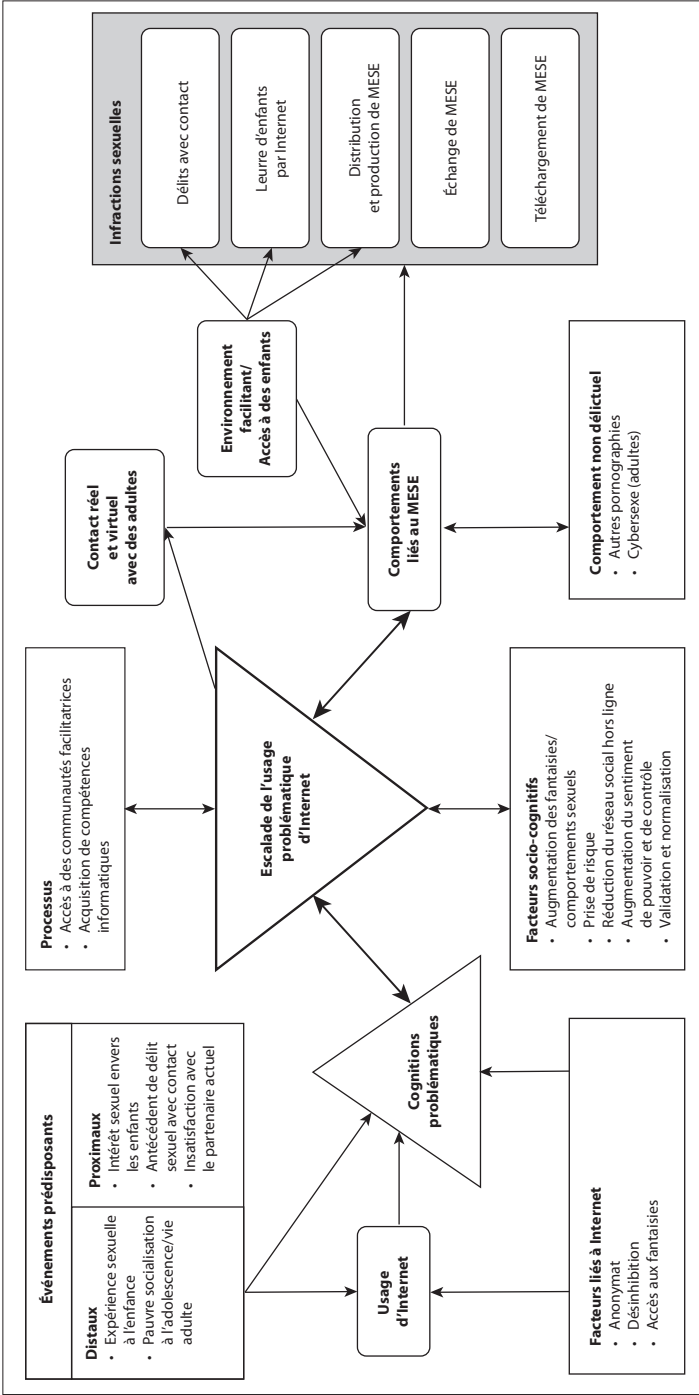 Événements prédisposants
Distaux
• Expérience sexuelle
à l'enfance
• Pauvre socialisation
à l'adolescence/vie
adulte
Proximaux
• Intérêt sexuel envers
les enfants
• Antécédent de délit
sexuel avec contact
• Insatisfaction avec
le partenaire actuel
Usage
d'Internet
Facteurs liés à Internet
• Anonymat
• Désinhibition
• Accès aux fantaisies
Cognitions
problématiques
Processus
• Accès à des communautés facilitatrices
• Acquisition de compétences
informatiques
Escalade de l'usage
problématique
d'Internet
Facteurs socio-cognitifs
• Augmentation des fantaisies/
comportements sexuels
• Prise de risque
• Réduction du réseau social hors ligne
• Augmentation du sentiment
de pouvoir et de contrôle
• Validation et normalisation
Contact réel
et virtuel
avec des adultes
Environnement
facilitant/
Accès à des enfants
Comportements
liés au MESE
Comportement non délictuel
• Autres pornographies
• Cybersexe (adultes)
Infractions sexuelles
Délits avec contact
Leurre d'enfants
par Internet
Distribution
et production de MESE
Échange de MESE
Téléchargement de MESE